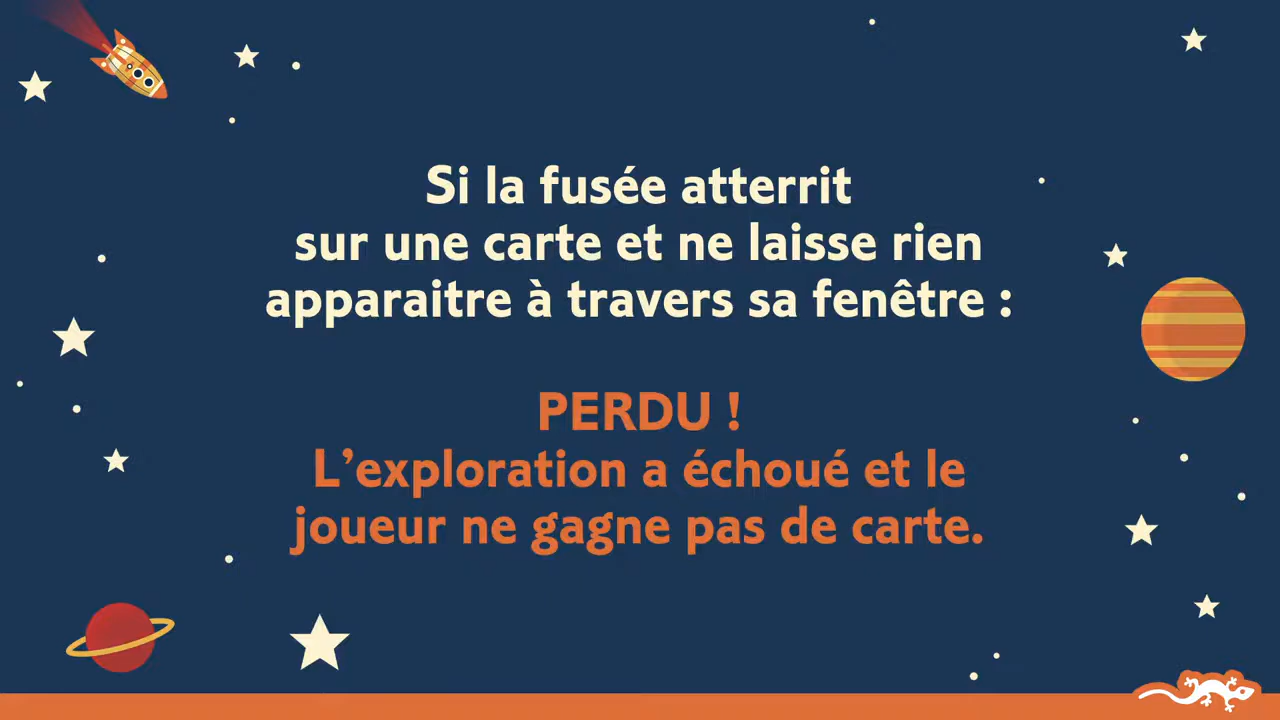 Si la fusée atterrit
sur une carte et ne laisse rien
apparaitre à travers sa fenêtre :
PERDU !
L’exploration a échoué et le
joueur ne gagne pas de carte.